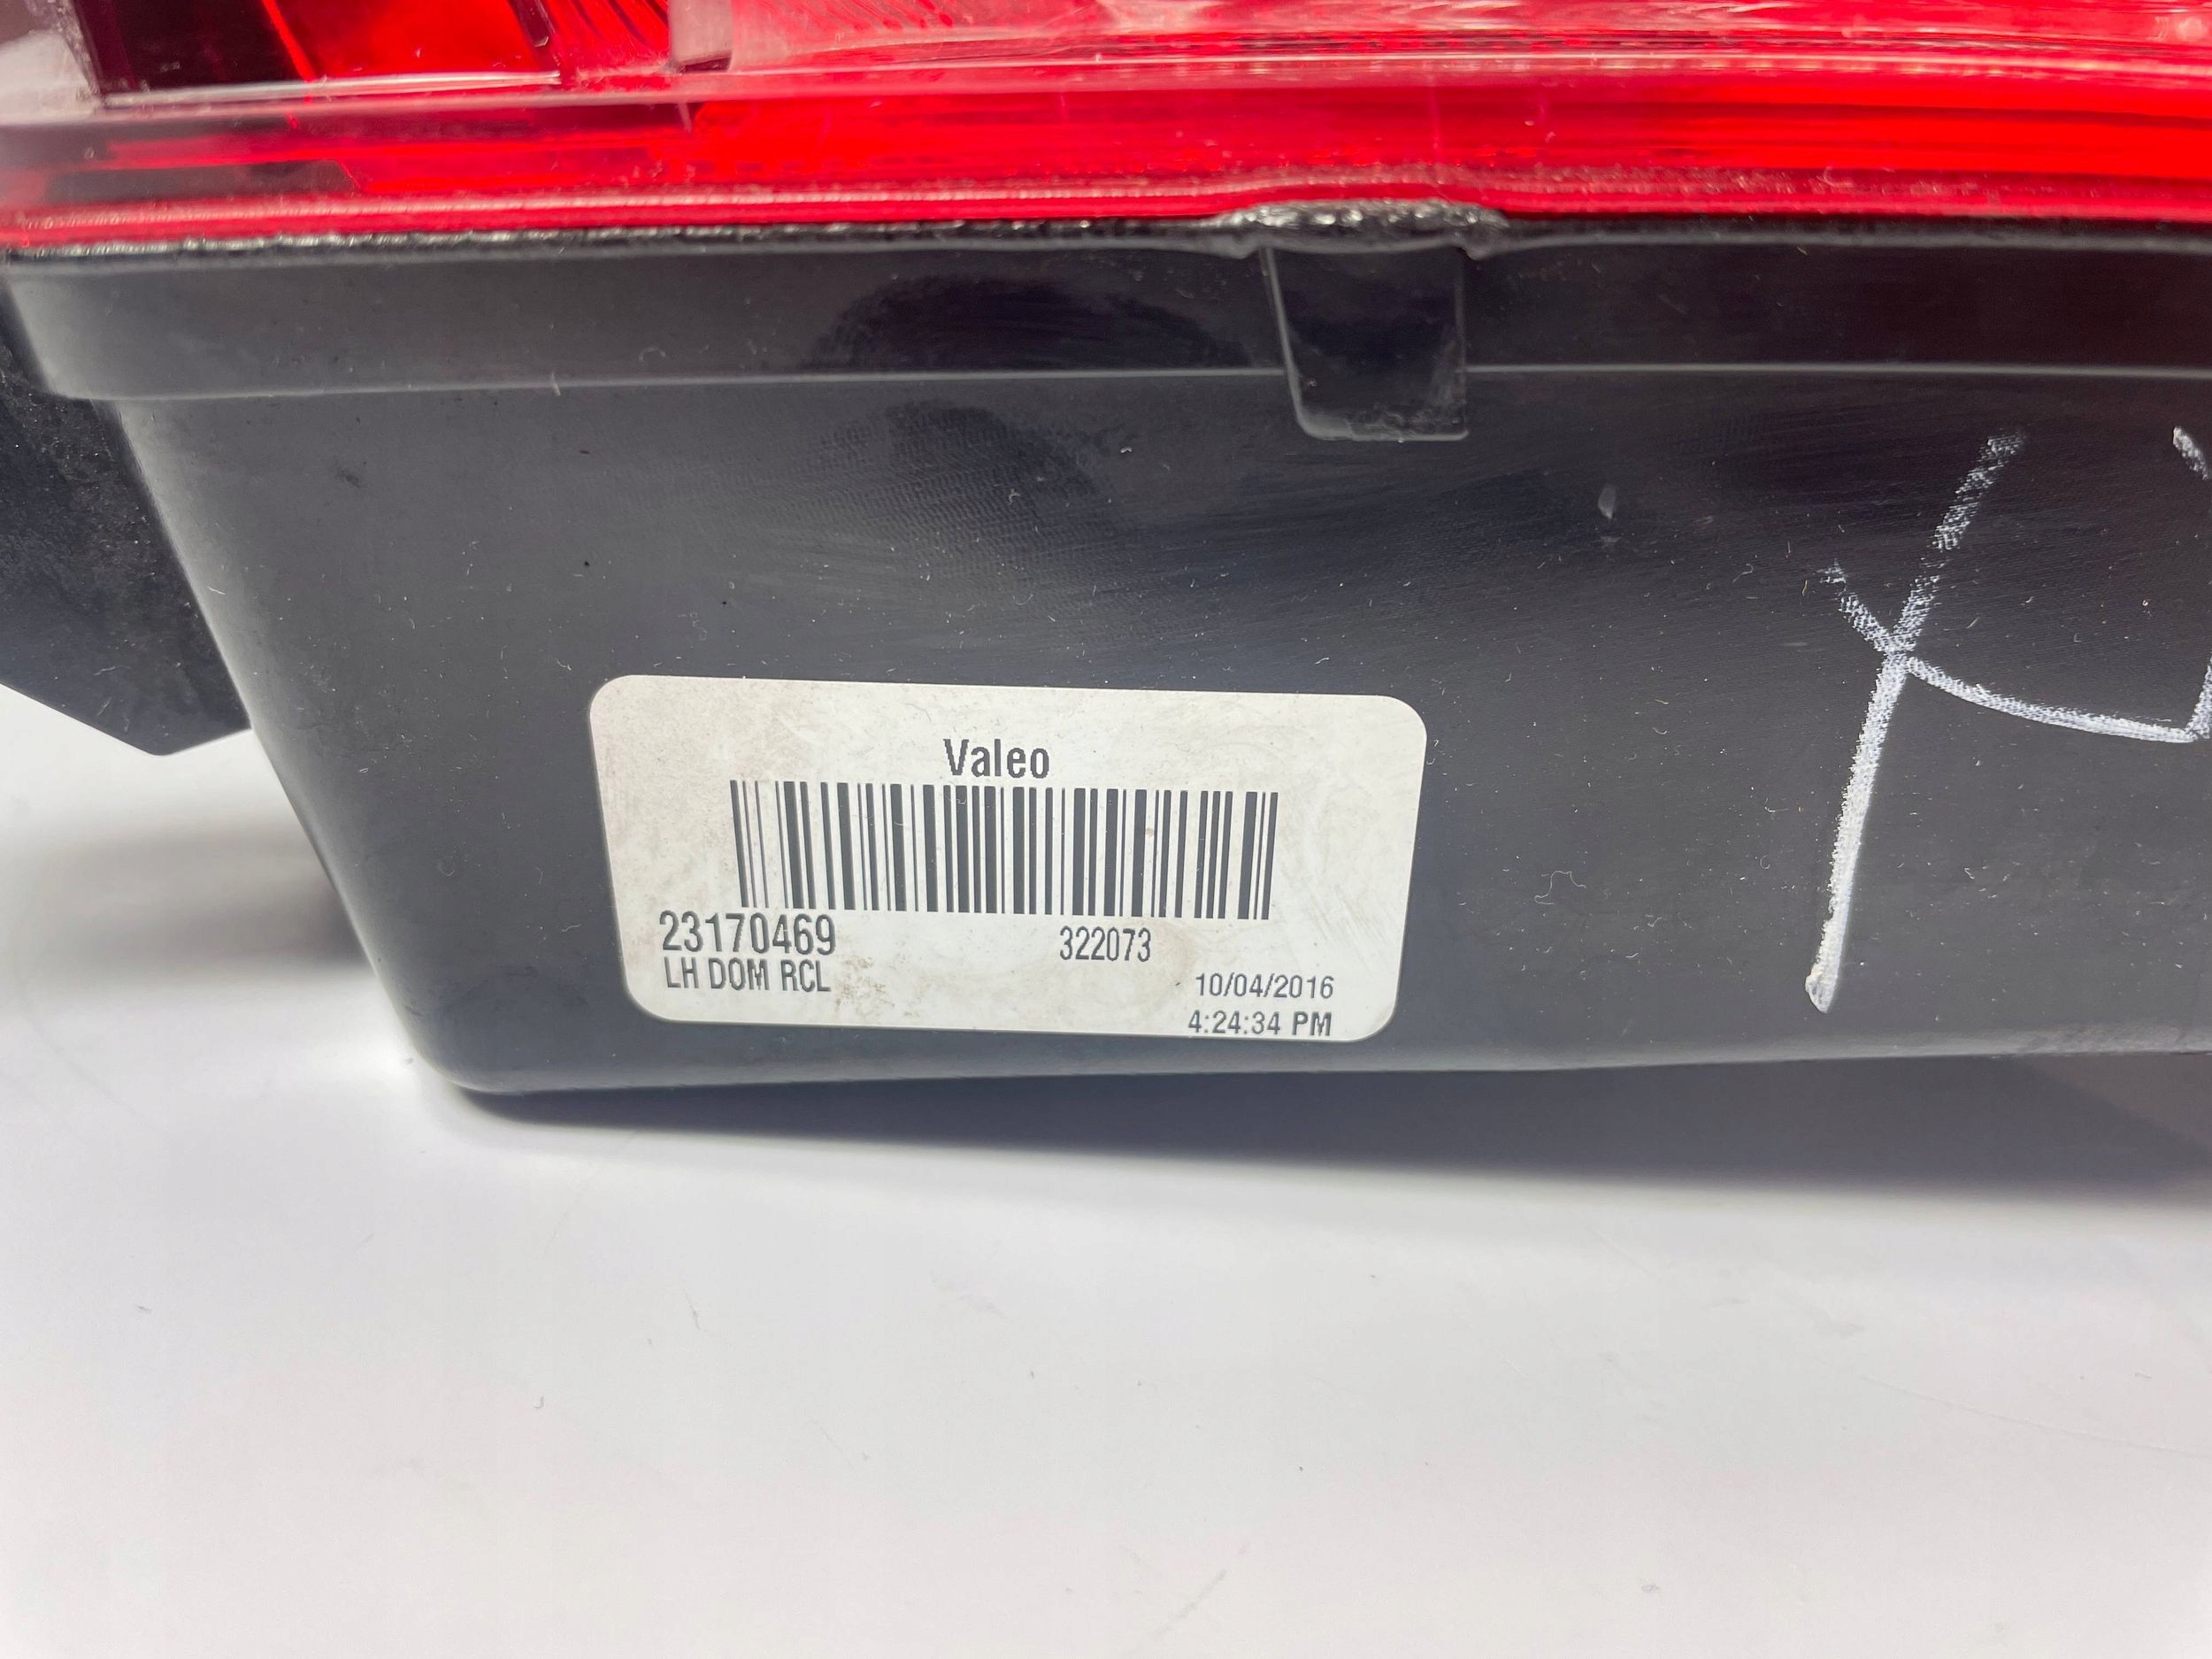 Valeo
23170469
322073
LH DOM RCL
10/04/2016
4:24:34 PM